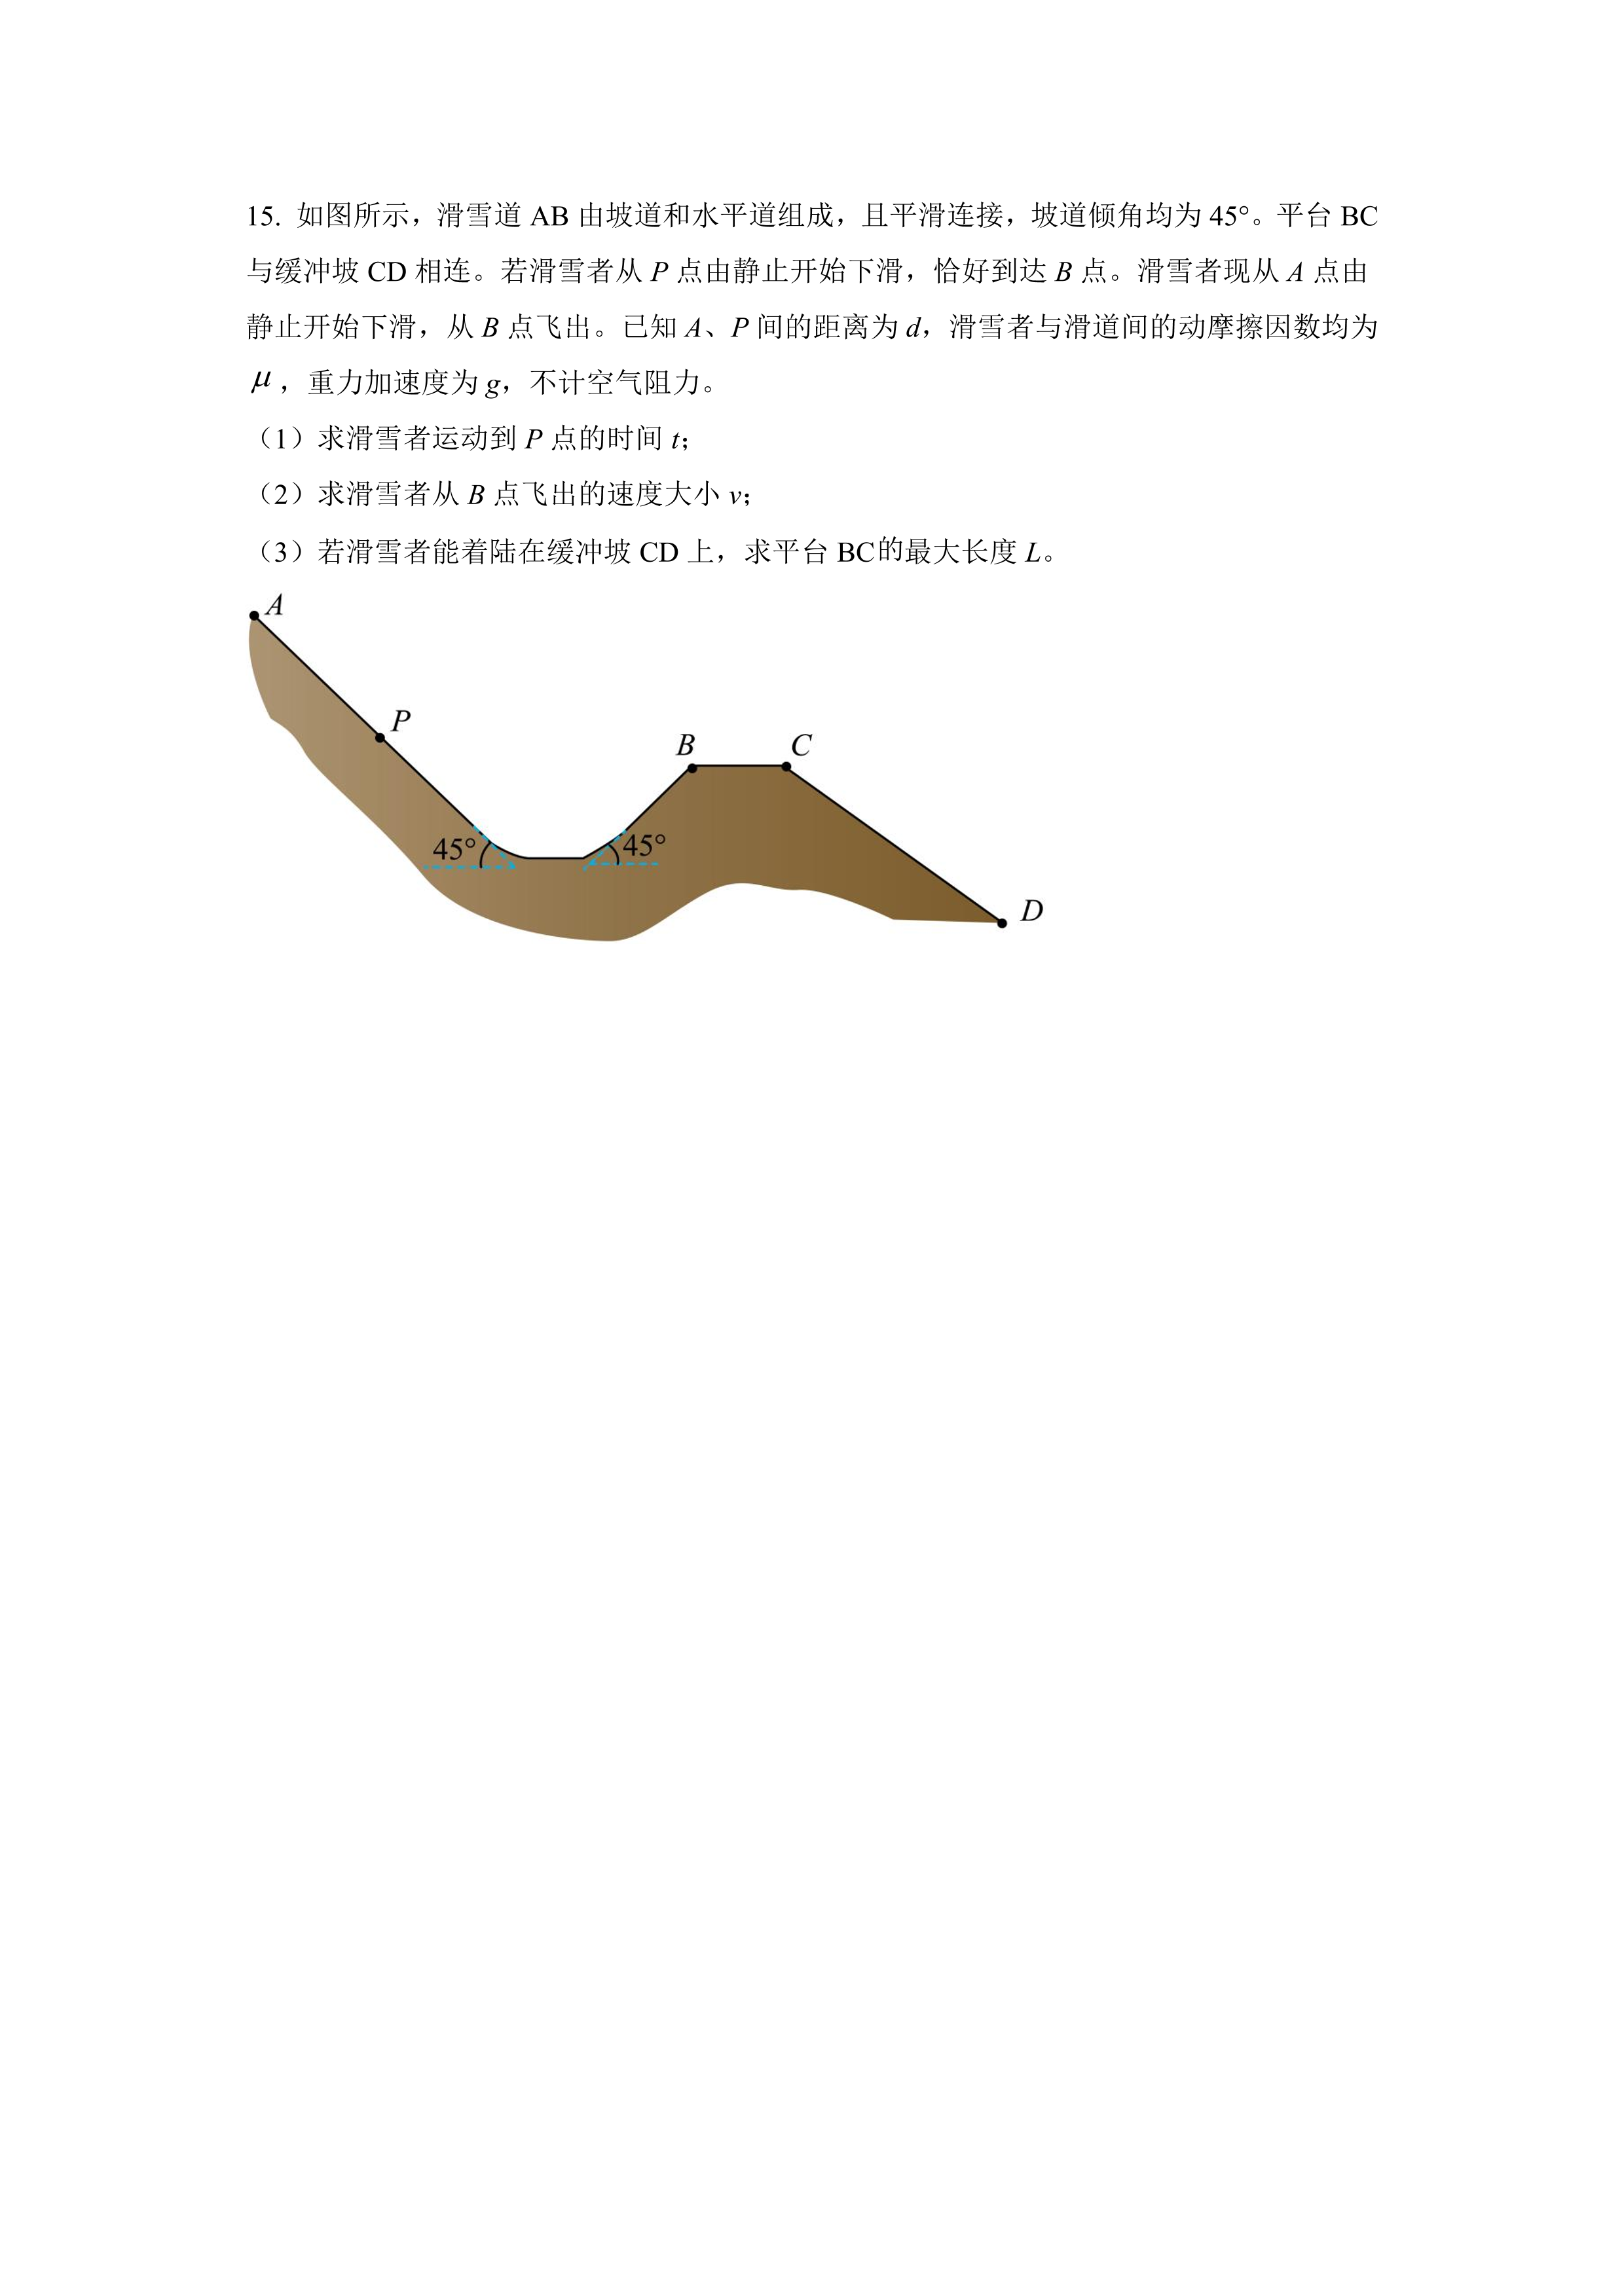 15. 如图所示，滑雪道 AB 由坡道和水平道组成，且平滑连接，坡道倾角均为 45°。平台 BC
与缓冲坡 CD 相连。若滑雪者从 P 点由静止开始下滑，恰好到达 B 点。滑雪者现从 A 点由
静止开始下滑，从 B 点飞出。已知 A、P 间的距离为 d，滑雪者与滑道间的动摩擦因数均为
μ，重力加速度为 g，不计空气阻力。
（1）求滑雪者运动到 P 点的时间 t；
（2）求滑雪者从 B 点飞出的速度大小 v；
（3）若滑雪者能着陆在缓冲坡 CD 上，求平台 BC的最大长度 L。
A
P
B
C
45°
45°
D